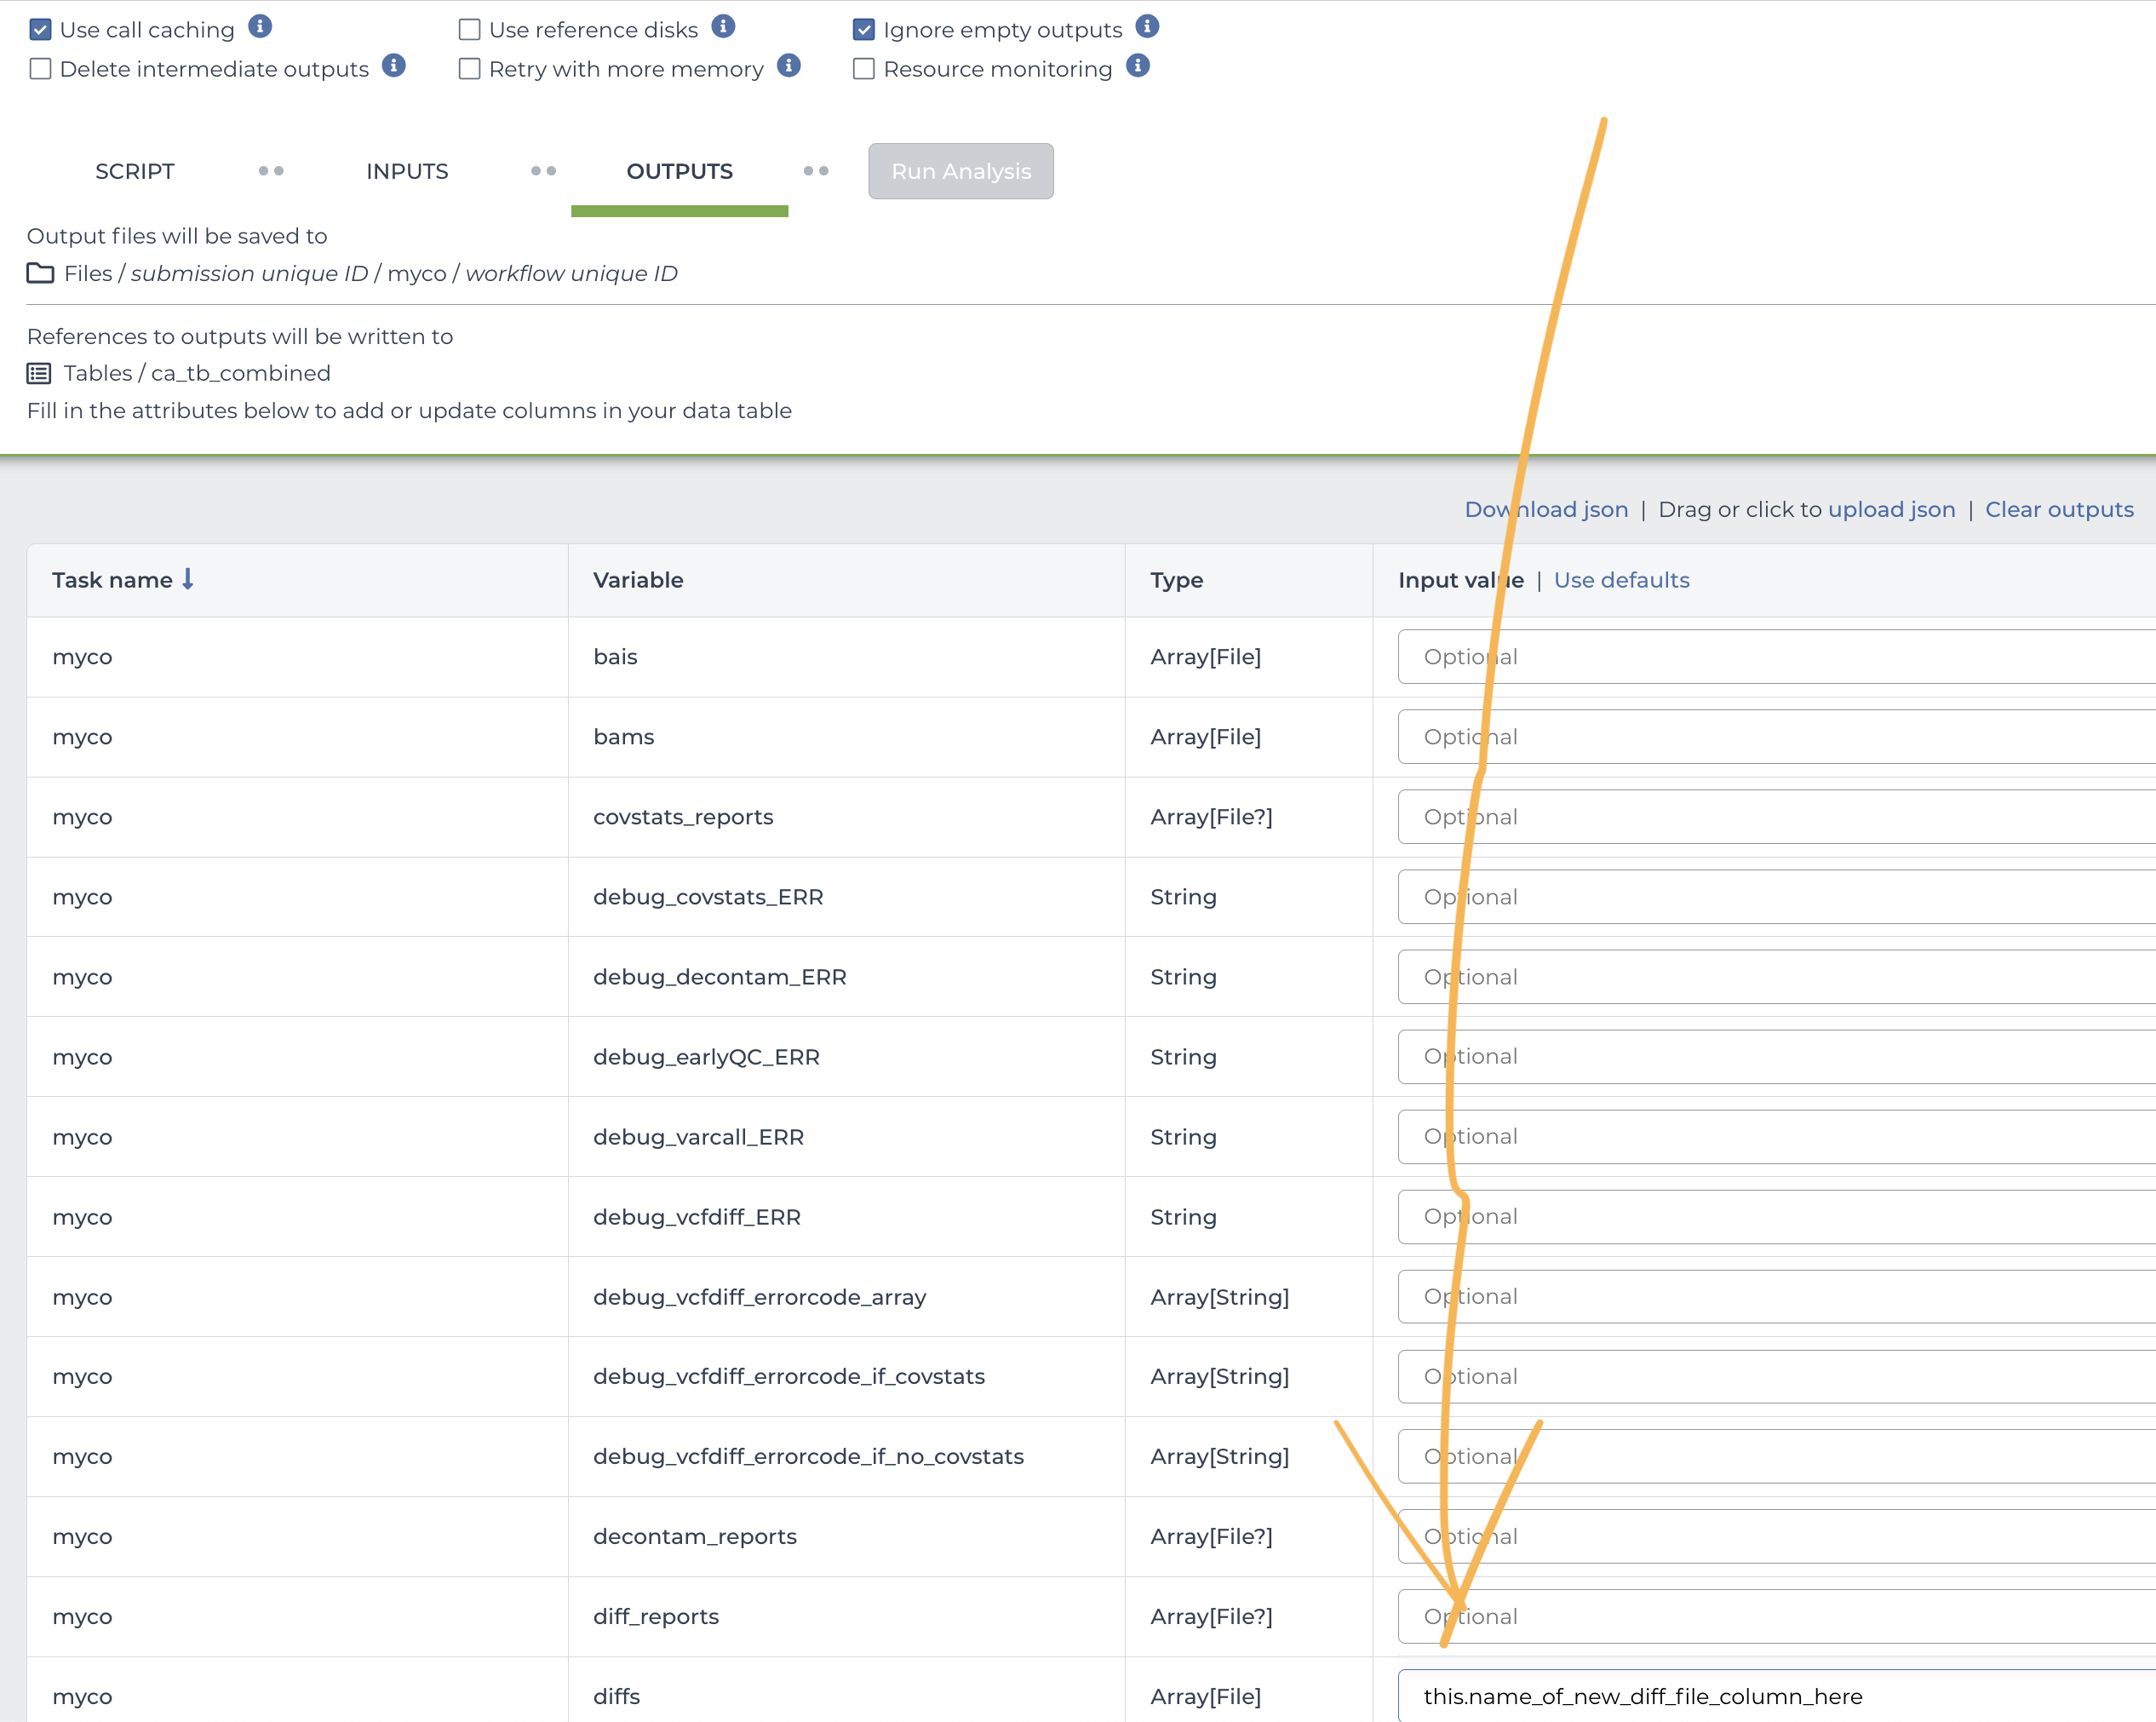 Use call caching Use reference disks Ignore empty outputs
Delete intermediate outputs Retry with more memory Resource monitoring
SCRIPT INPUTS OUTPUTS Run Analysis
Output files will be saved to
Files / submission unique ID / myco / workflow unique ID
References to outputs will be written to
Tables / ca_tb_combined
Fill in the attributes below to add or update columns in your data table
Download json | Drag or click to upload json | Clear outputs
Task name Variable Type Input value | Use defaults
myco bais Array[File] Optional
myco bams Array[File] Optional
myco covstats_reports Array[File?] Optional
myco debug_covstats_ERR String Optional
myco debug_decontam_ERR String Optional
myco debug_earlyQC_ERR String Optional
myco debug_varcall_ERR String Optional
myco debug_vcfdiff_ERR String Optional
myco debug_vcfdiff_errorcode_array Array[String] Optional
myco debug_vcfdiff_errorcode_if_covstats Array[String] Optional
myco debug_vcfdiff_errorcode_if_no_covstats Array[String] Optional
myco decontam_reports Array[File?] Optional
myco diff_reports Array[File?] Optional
myco diffs Array[File] this.name_of_new_diff_file_column_here